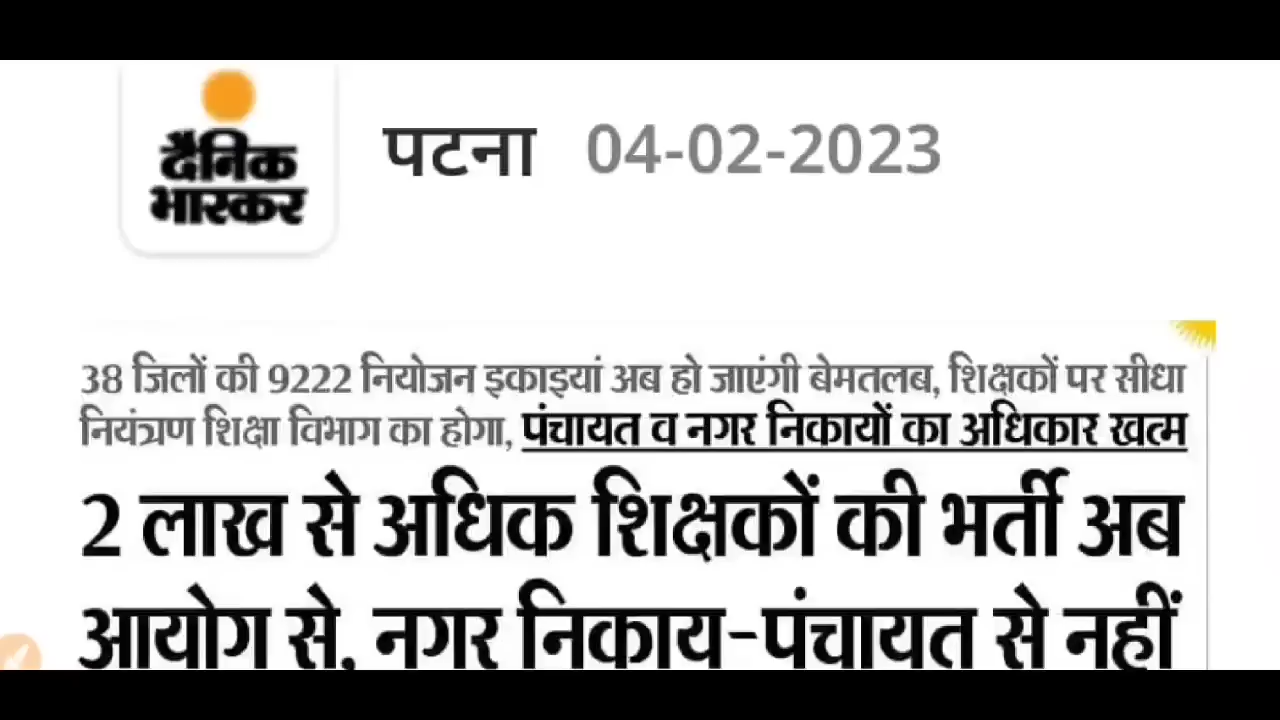 दैनिक
भास्कर
पटना 04-02-2023
38 जिलों की 9222 नियोजन इकाइयां अब हो जाएंगी बेमतलब, शिक्षकों पर सीधा
नियंत्रण शिक्षा विभाग का होगा, पंचायत व नगर निकायों का अधिकार खत्म
2 लाख से अधिक शिक्षकों की भर्ती अब
आयोग से, नगर निकाय-पंचायत से नहीं